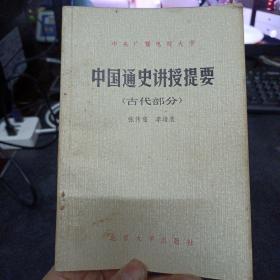 中央广播电视大学
中国通史讲授提要
（古代部分）
张传玺 李培浩
北京大学出版社